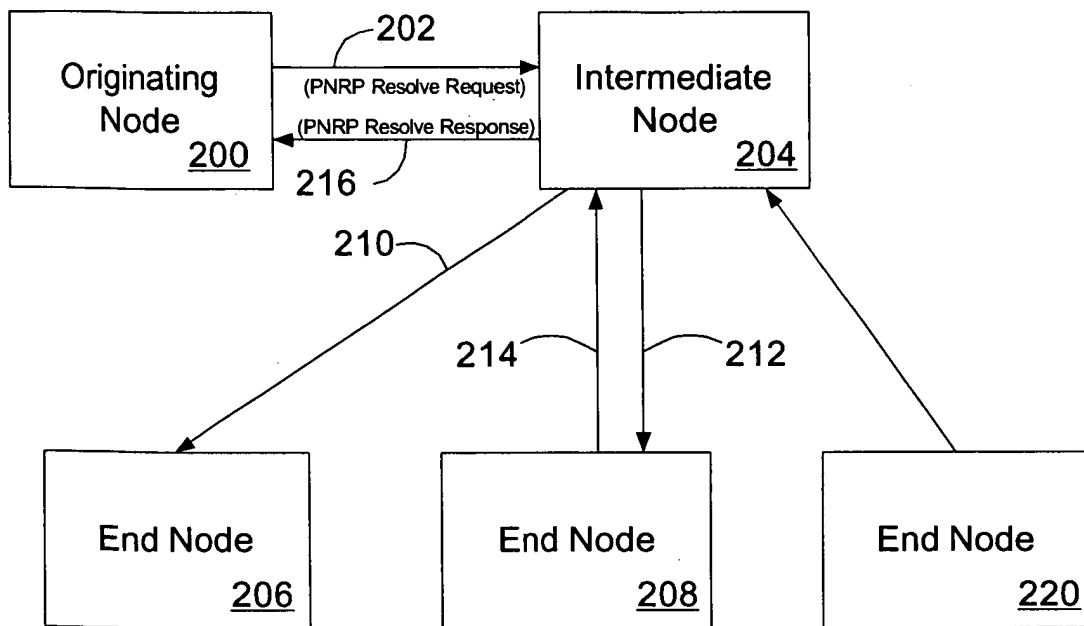 202
Originating
Node
200
(PNRP Resolve Request)
(PNRP Resolve Response)
216
Intermediate
Node
204
210
214
212
End Node
206
End Node
208
End Node
220